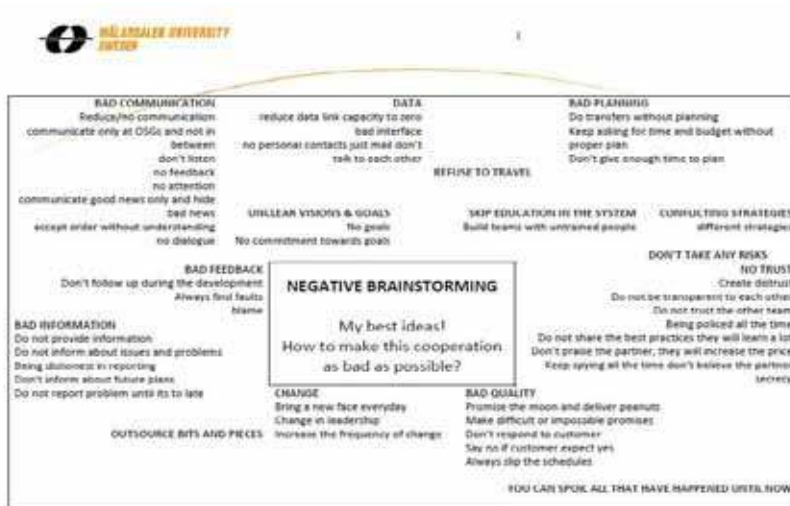 MÄLARDALEN UNIVERSITY
SWEDEN
BAD COMMUNICATION
Reduce/no communication
communicate only at OSGs and not in
between
don't listen
no feedback
no attention
communicate good news only and hide
bad news
accept order without understanding
no dialogue
DATA
reduce data link capacity to zero
bad interface
no personal contacts just mail don't
talk to each other
BAD PLANNING
Do transfers without planning
Keep asking for time and budget without
proper plan
Don't give enough time to plan
REFUSE TO TRAVEL
UNCLEAR VISIONS & GOALS
No goals
No commitment towards goals
SKIP EDUCATION IN THE SYSTEM
Build teams with untrained people
CONFLICTING STRATEGIES
different strategies
DON'T TAKE ANY RISKS
NO TRUST
Create distrust
Do not be transparent to each other
Do not trust the other team
Being policed all the time
Do not share the best practices they will learn a lot
Don't praise the partner, they will increase the price
Keep spying all the time don't believe the partner
secrecy
BAD FEEDBACK
Don't follow up during the development
Always find faults
blame
NEGATIVE BRAINSTORMING
My best ideas!
How to make this cooperation
as bad as possible?
BAD INFORMATION
Do not provide information
Do not inform about issues and problems
Being dishonest in reporting
Don't inform about future plans
Do not report problem until its to late
OUTSOURCE BITS AND PIECES
CHANGE
Bring a new face everyday
Change in leadership
Increase the frequency of change
BAD QUALITY
Promise the moon and deliver peanuts
Make difficult or impossible promises
Don't respond to customer
Say no if customer expect yes
Always slip the schedules
YOU CAN SPOIL ALL THAT HAVE HAPPENED UNTIL NOW